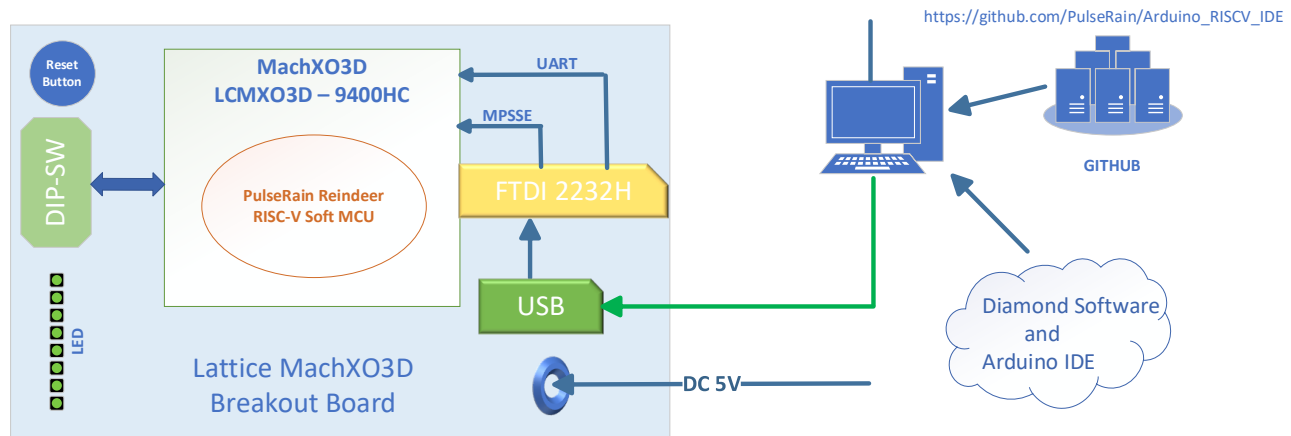 https://github.com/PulseRain/Arduino_RISCV_IDE
Reset
Button
MachXO3D
LCMXO3D – 9400HC
UART
MPSSE
DIP-SW
PulseRain Reindeer
RISC-V Soft MCU
FTDI 2232H
GITHUB
USB
LED
Diamond Software
and
Arduino IDE
Lattice MachXO3D
Breakout Board
DC 5V